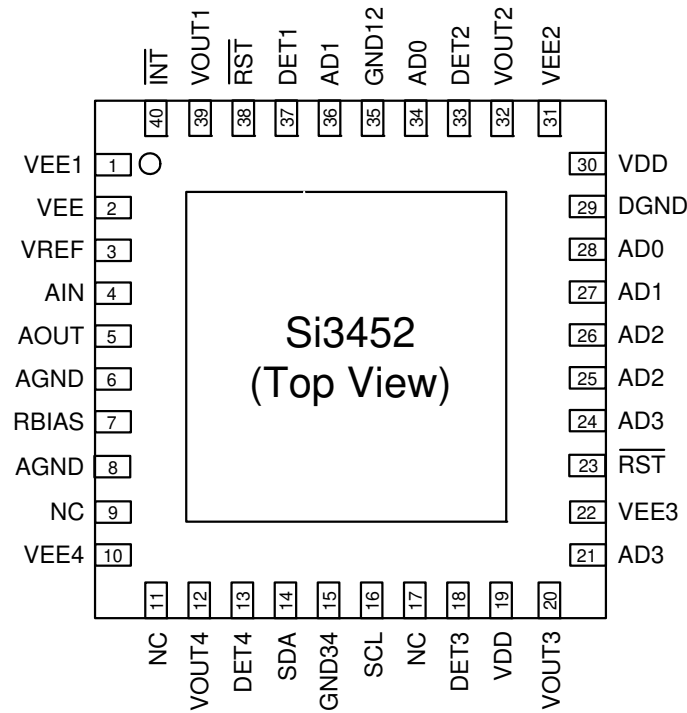 INT
VOUT1
RST
DET1
AD1
GND12
AD0
DET2
VOUT2
VEE2
40
39
38
37
36
35
34
33
32
31
VEE1 1
VEE 2
VREF 3
AIN 4
AOUT 5
AGND 6
RBIAS 7
AGND 8
NC 9
VEE4 10
Si3452
(Top View)
30 VDD
29 DGND
28 AD0
27 AD1
26 AD2
25 AD2
24 AD3
23 RST
22 VEE3
21 AD3
11
12
13
14
15
16
17
18
19
20
NC
VOUT4
DET4
SDA
GND34
SCL
NC
DET3
VDD
VOUT3